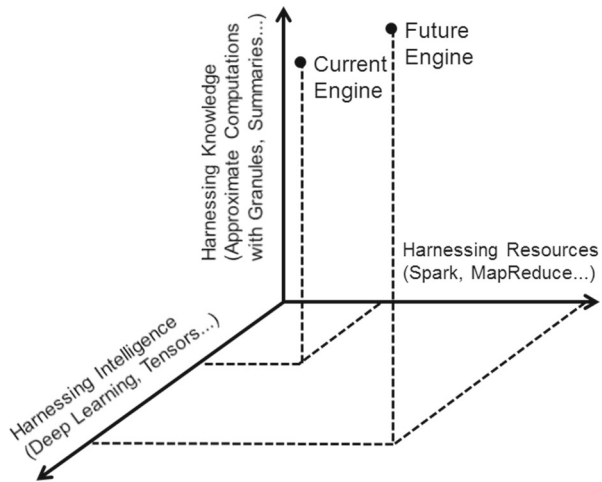 Future
Engine
Current
Engine
Harnessing Knowledge
(Approximate Computations
with Granules, Summaries...)
Harnessing Resources
(Spark, MapReduce...)
Harnessing Intelligence
(Deep Learning, Tensors...)